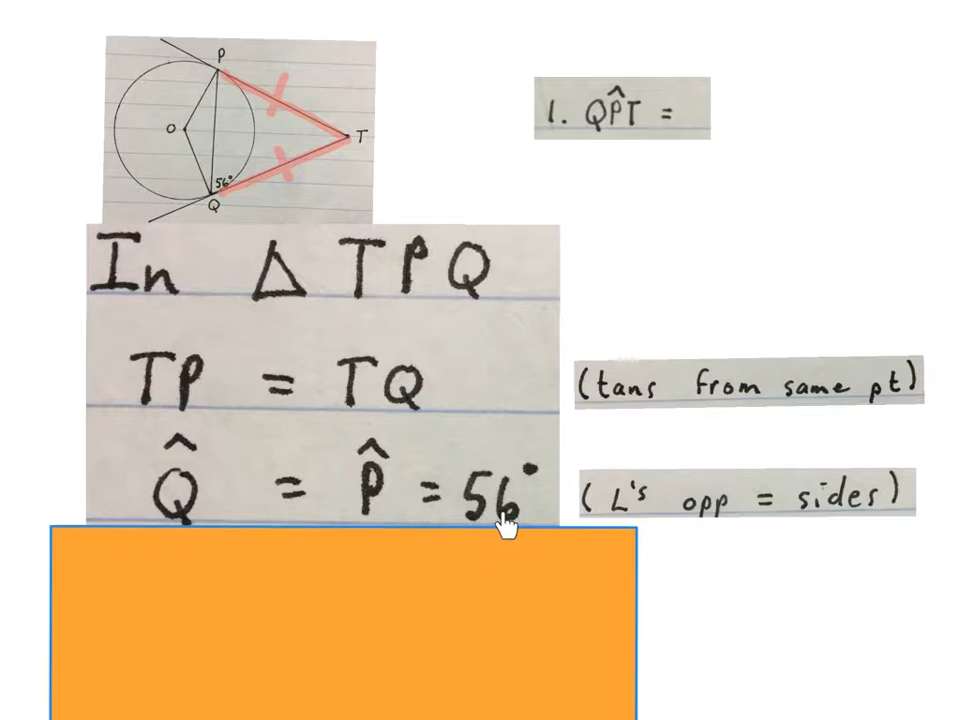 P
O
T
56°
Q
1. QP̂T =
In Δ TPQ
TP = TQ
(tans from same pt)
Q̂ = P̂ = 56°
(L's opp = sides)